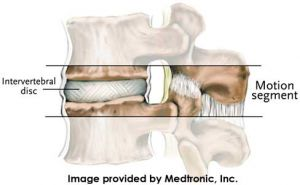 Intervertebral
disc
Motion
segment
Image provided by Medtronic, Inc.